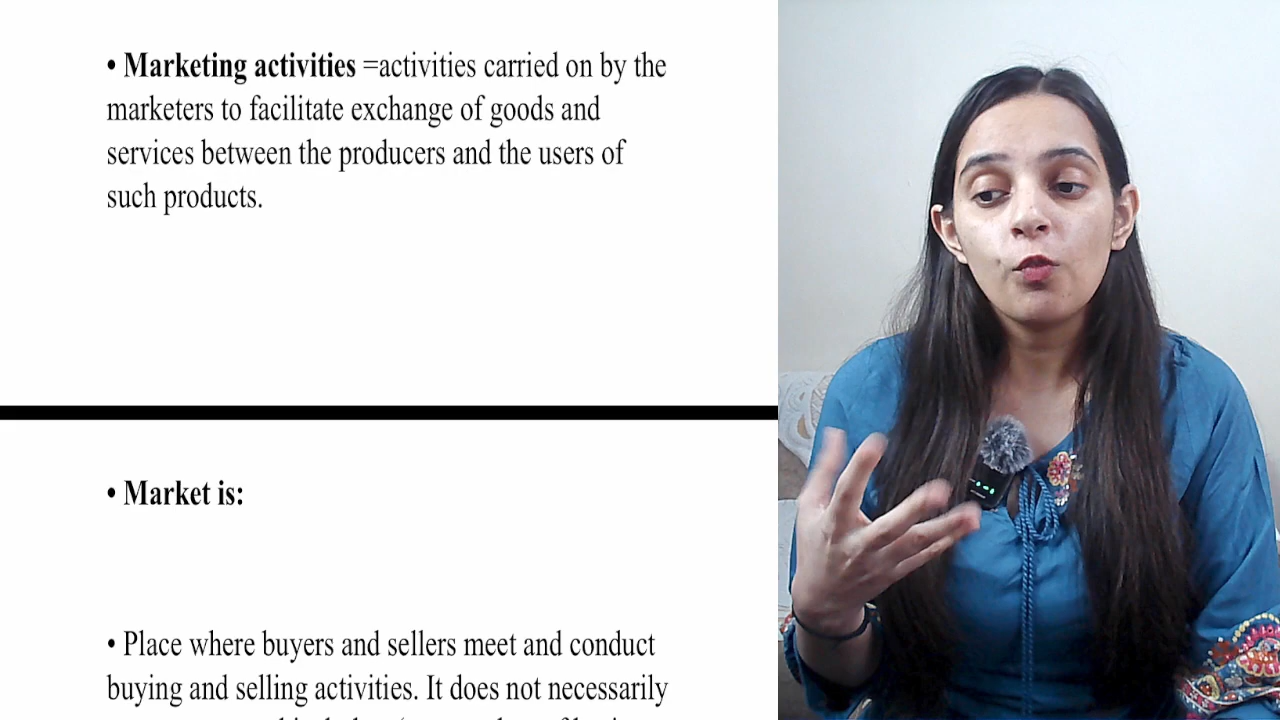 • Marketing activities =activities carried on by the
marketers to facilitate exchange of goods and
services between the producers and the users of
such products.
• Market is:
• Place where buyers and sellers meet and conduct
buying and selling activities. It does not necessarily